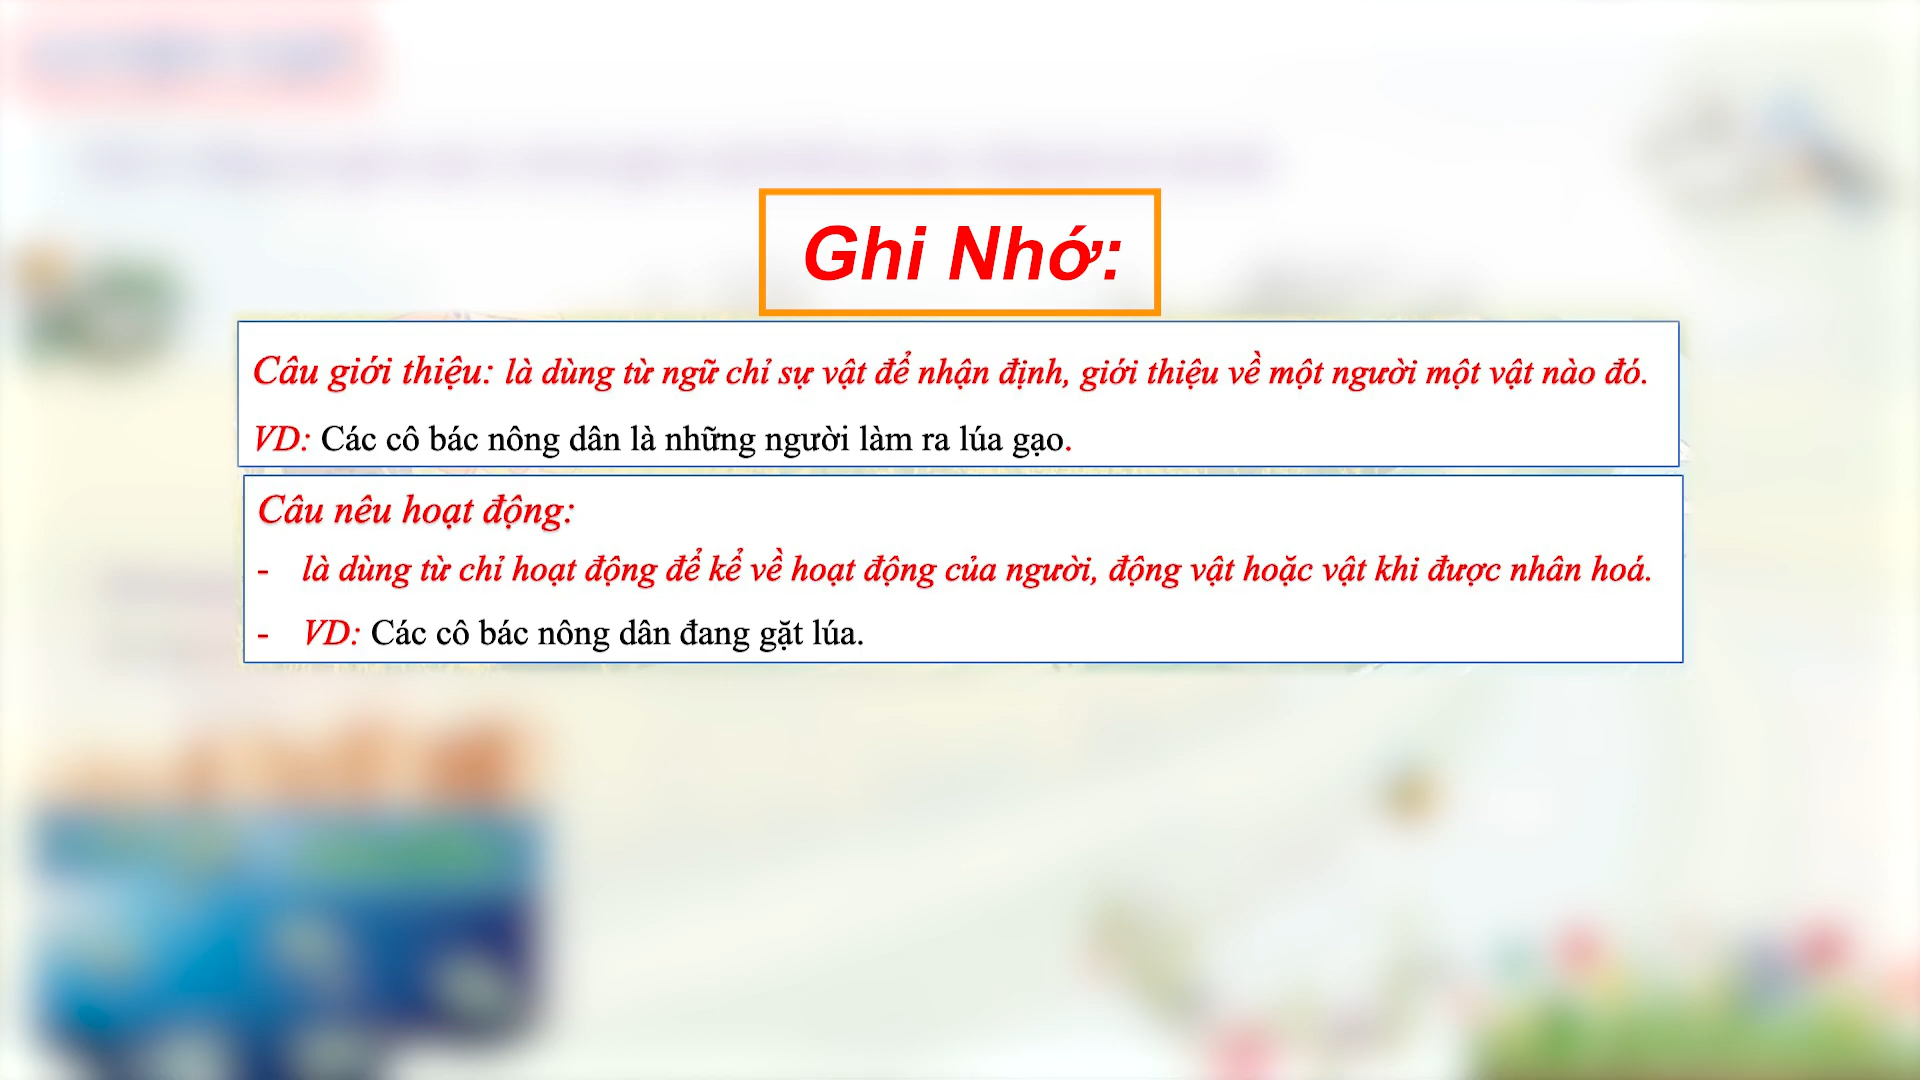 Ghi Nhớ:
Câu giới thiệu: là dùng từ ngữ chỉ sự vật để nhận định, giới thiệu về một người một vật nào đó.
VD: Các cô bác nông dân là những người làm ra lúa gạo.
Câu nêu hoạt động:
- là dùng từ chỉ hoạt động để kể về hoạt động của người, động vật hoặc vật khi được nhân hoá.
- VD: Các cô bác nông dân đang gặt lúa.